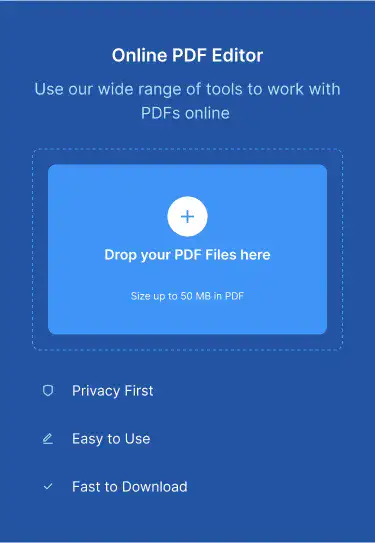 Online PDF Editor
Use our wide range of tools to work with
PDFs online
Drop your PDF Files here
Size up to 50 MB in PDF
Privacy First
Easy to Use
Fast to Download